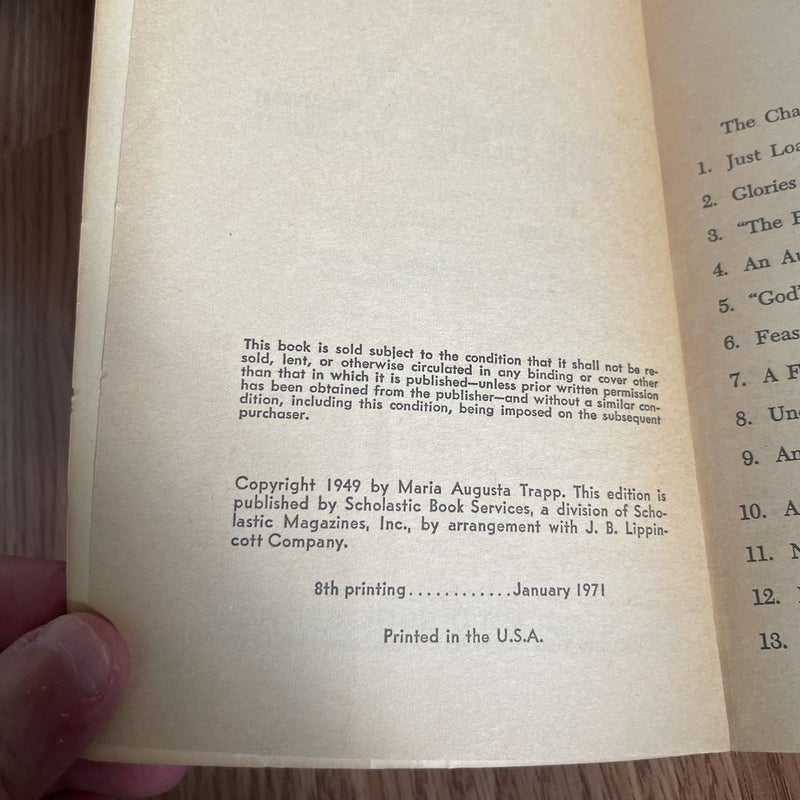 This book is sold subject to the condition that it shall not be re-
sold, lent, or otherwise circulated in any binding or cover other
than that in which it is published—unless prior written permission
has been obtained from the publisher—and without a similar con-
dition, including this condition, being imposed on the subsequent
purchaser.
Copyright 1949 by Maria Augusta Trapp. This edition is
published by Scholastic Book Services, a division of Scho-
lastic Magazines, Inc., by arrangement with J. B. Lippin-
cott Company.
8th printing............January 1971
Printed in the U.S.A.
The Cha
1. Just Loa
2. Glories
3. “The
4. An Au
5. “God’
6. Feas
7. A F
8. Und
9. An
10. A
11. N
12.
13.